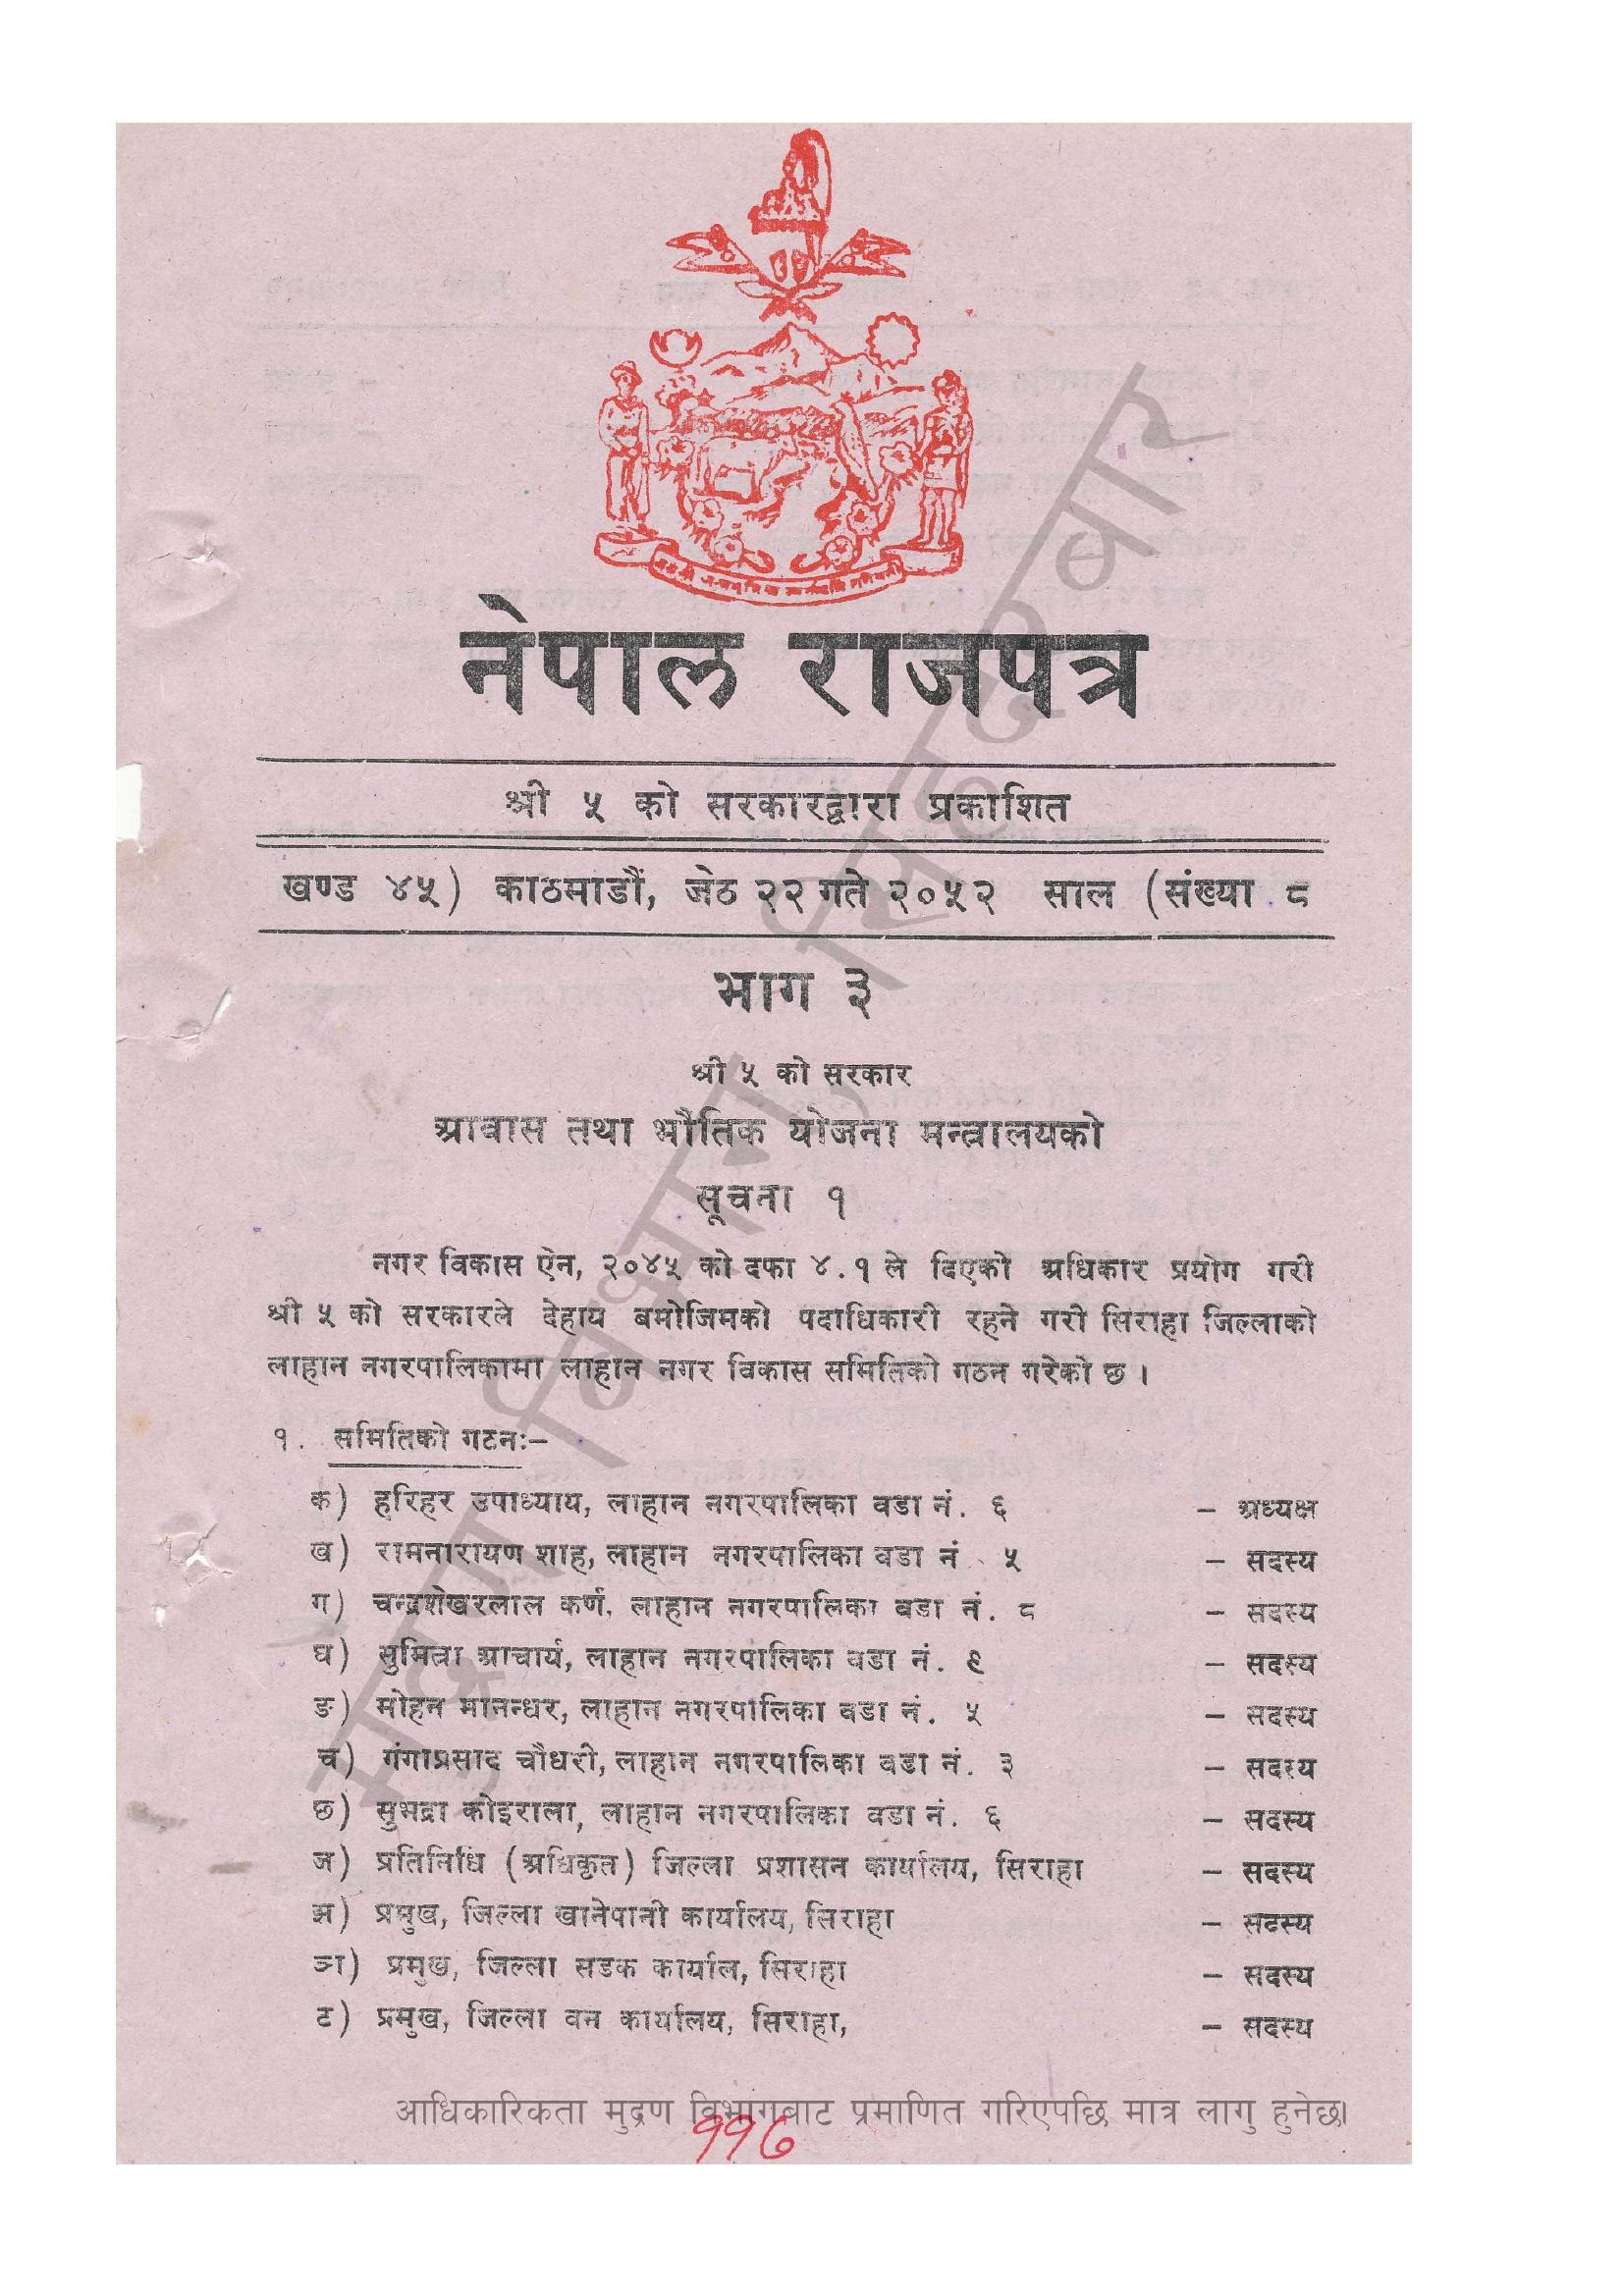 नेपाल राजपत्र
श्री ५ को सरकारद्वारा प्रकाशित
खण्ड ४५) काठमाडौं, जेठ २२ गते २०५२ साल (संख्या ८
भाग ३
श्री ५ को सरकार
आवास तथा भौतिक योजना मन्त्रालयको
सूचना १
नगर विकास ऐन, २०४५ को दफा ४.१ ले दिएको अधिकार प्रयोग गरी
श्री ५ को सरकारले देहाय बमोजिमको पदाधिकारी रहने गरी सिराहा जिल्लाको
लाहान नगरपालिकामा लाहान नगर विकास समितिको गठन गरेको छ ।
१. समितिको गठनः–
क) हरिहर उपाध्याय, लाहान नगरपालिका वडा नं. ६ – अध्यक्ष
ख) रामनारायण शाह, लाहान नगरपालिका वडा नं. ५ – सदस्य
ग) चन्द्रशेखरलाल कर्ण, लाहान नगरपालिका वडा नं. ८ – सदस्य
घ) सुमित्रा आचार्य, लाहान नगरपालिका वडा नं. ९ – सदस्य
ङ) मोहन मानन्धर, लाहान नगरपालिका वडा नं. ५ – सदस्य
च) गंगाप्रसाद चौधरी, लाहान नगरपालिका वडा नं. ३ – सदस्य
छ) सुभद्रा कोइराला, लाहान नगरपालिका वडा नं. ६ – सदस्य
ज) प्रतिनिधि (अधिकृत) जिल्ला प्रशासन कार्यालय, सिराहा – सदस्य
झ) प्रमुख, जिल्ला खानेपानी कार्यालय, सिराहा – सदस्य
ञ) प्रमुख, जिल्ला सडक कार्याल, सिराहा – सदस्य
ट) प्रमुख, जिल्ला वन कार्यालय, सिराहा, – सदस्य
आधिकारिकता मुद्रण विभागबाट प्रमाणित गरिएपछि मात्र लागु हुनेछ।
११७
मुद्रण विभाग, सिंहदरबार